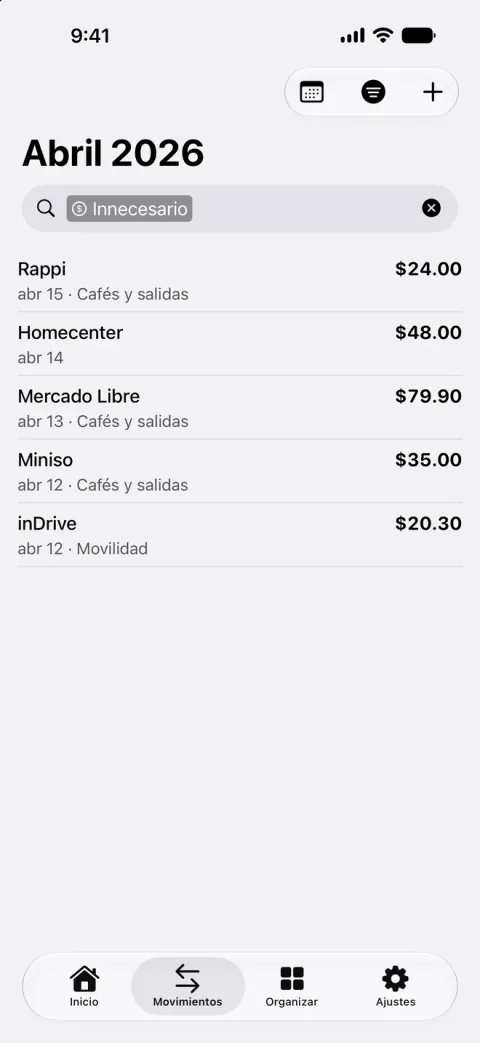 9:41
Abril 2026
Innecesario
Rappi $24.00
abr 15 · Cafés y salidas
Homecenter $48.00
abr 14
Mercado Libre $79.90
abr 13 · Cafés y salidas
Miniso $35.00
abr 12 · Cafés y salidas
inDrive $20.30
abr 12 · Movilidad
Inicio Movimientos Organizar Ajustes